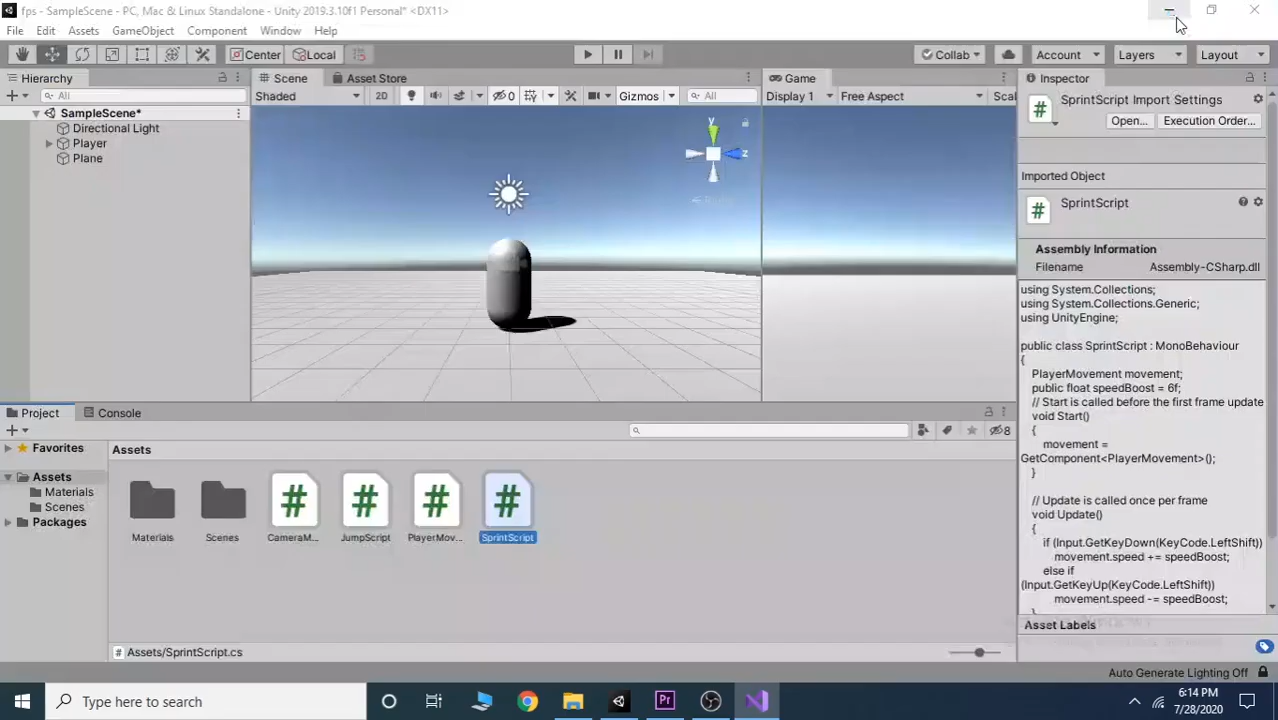 fps - SampleScene - PC, Mac & Linux Standalone - Unity 2019.3.10f1 Personal* <DX11>
File Edit Assets GameObject Component Window Help
Center Local Collab Account Layers Layout
Hierarchy
All
SampleScene*
Directional Light
Player
Plane
Scene Asset Store
Shaded 2D 0 Gizmos All
y
z
Game
Display 1 Free Aspect Scal
Inspector
SprintScript Import Settings
Open... Execution Order...
Imported Object
SprintScript
Assembly Information
Filename Assembly-CSharp.dll
using System.Collections;
using System.Collections.Generic;
using UnityEngine;
public class SprintScript : MonoBehaviour
{
PlayerMovement movement;
public float speedBoost = 6f;
// Start is called before the first frame update
void Start()
{
movement =
GetComponent<PlayerMovement>();
}
// Update is called once per frame
void Update()
{
if (Input.GetKeyDown(KeyCode.LeftShift))
movement.speed += speedBoost;
else if
(Input.GetKeyUp(KeyCode.LeftShift))
movement.speed -= speedBoost;
}
Asset Labels
Project Console
8
Favorites
Assets
Materials
Scenes
Packages
Assets
Materials Scenes CameraM... JumpScript PlayerMov... SprintScript
Assets/SprintScript.cs
Auto Generate Lighting Off
Type here to search
Pr
6:14 PM
7/28/2020